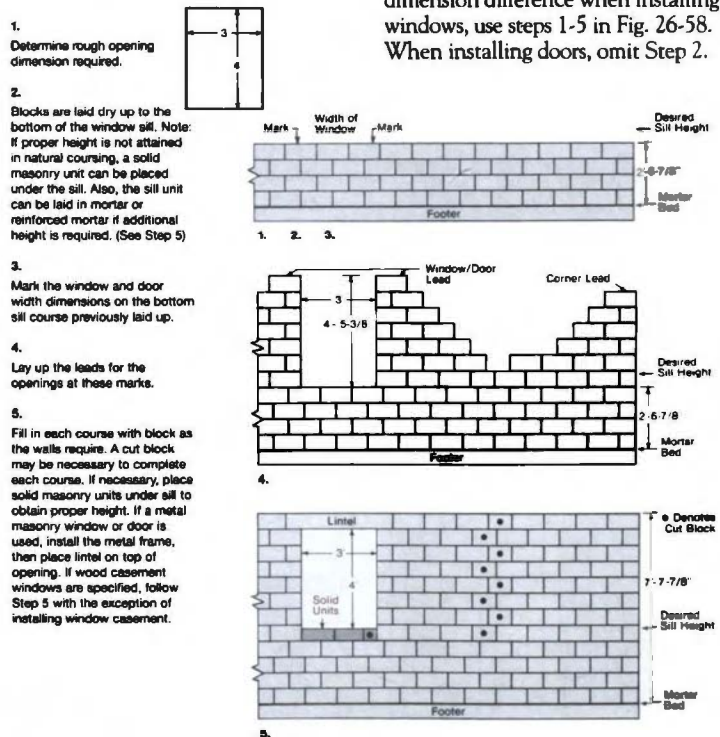 dimension difference when installing
windows, use steps 1-5 in Fig. 26-58.
When installing doors, omit Step 2.
1.
Determine rough opening
dimension required.
3
4
2.
Blocks are laid dry up to the
bottom of the window sill. Note:
If proper height is not attained
in natural coursing, a solid
masonry unit can be placed
under the sill. Also, the sill unit
can be laid in mortar or
reinforced mortar if additional
height is required. (See Step 5)
3.
Mark the window and door
width dimensions on the bottom
sill course previously laid up.
4.
Lay up the leads for the
openings at these marks.
5.
Fill in each course with block as
the walls require. A cut block
may be necessary to complete
each course. If necessary, place
solid masonry units under sill to
obtain proper height. If a metal
masonry window or door is
used, install the metal frame,
then place lintel on top of
opening. If wood casement
windows are specified, follow
Step 5 with the exception of
installing window casement.
Mark
Width of
Window
Mark
Desired
Sill Height
2'-6-7/8"
Mortar
Bed
Footer
1. 2. 3.
Window/Door
Lead
Corner Lead
3
4 - 5-3/8
Desired
Sill Height
2 -6-7/8
Mortar
Bed
Footer
4.
Lintel
Denotes
Cut Block
3
4
7'-7-7/8"
Solid
Units
Desired
Sill Height
Mortar
Bed
Footer
5.